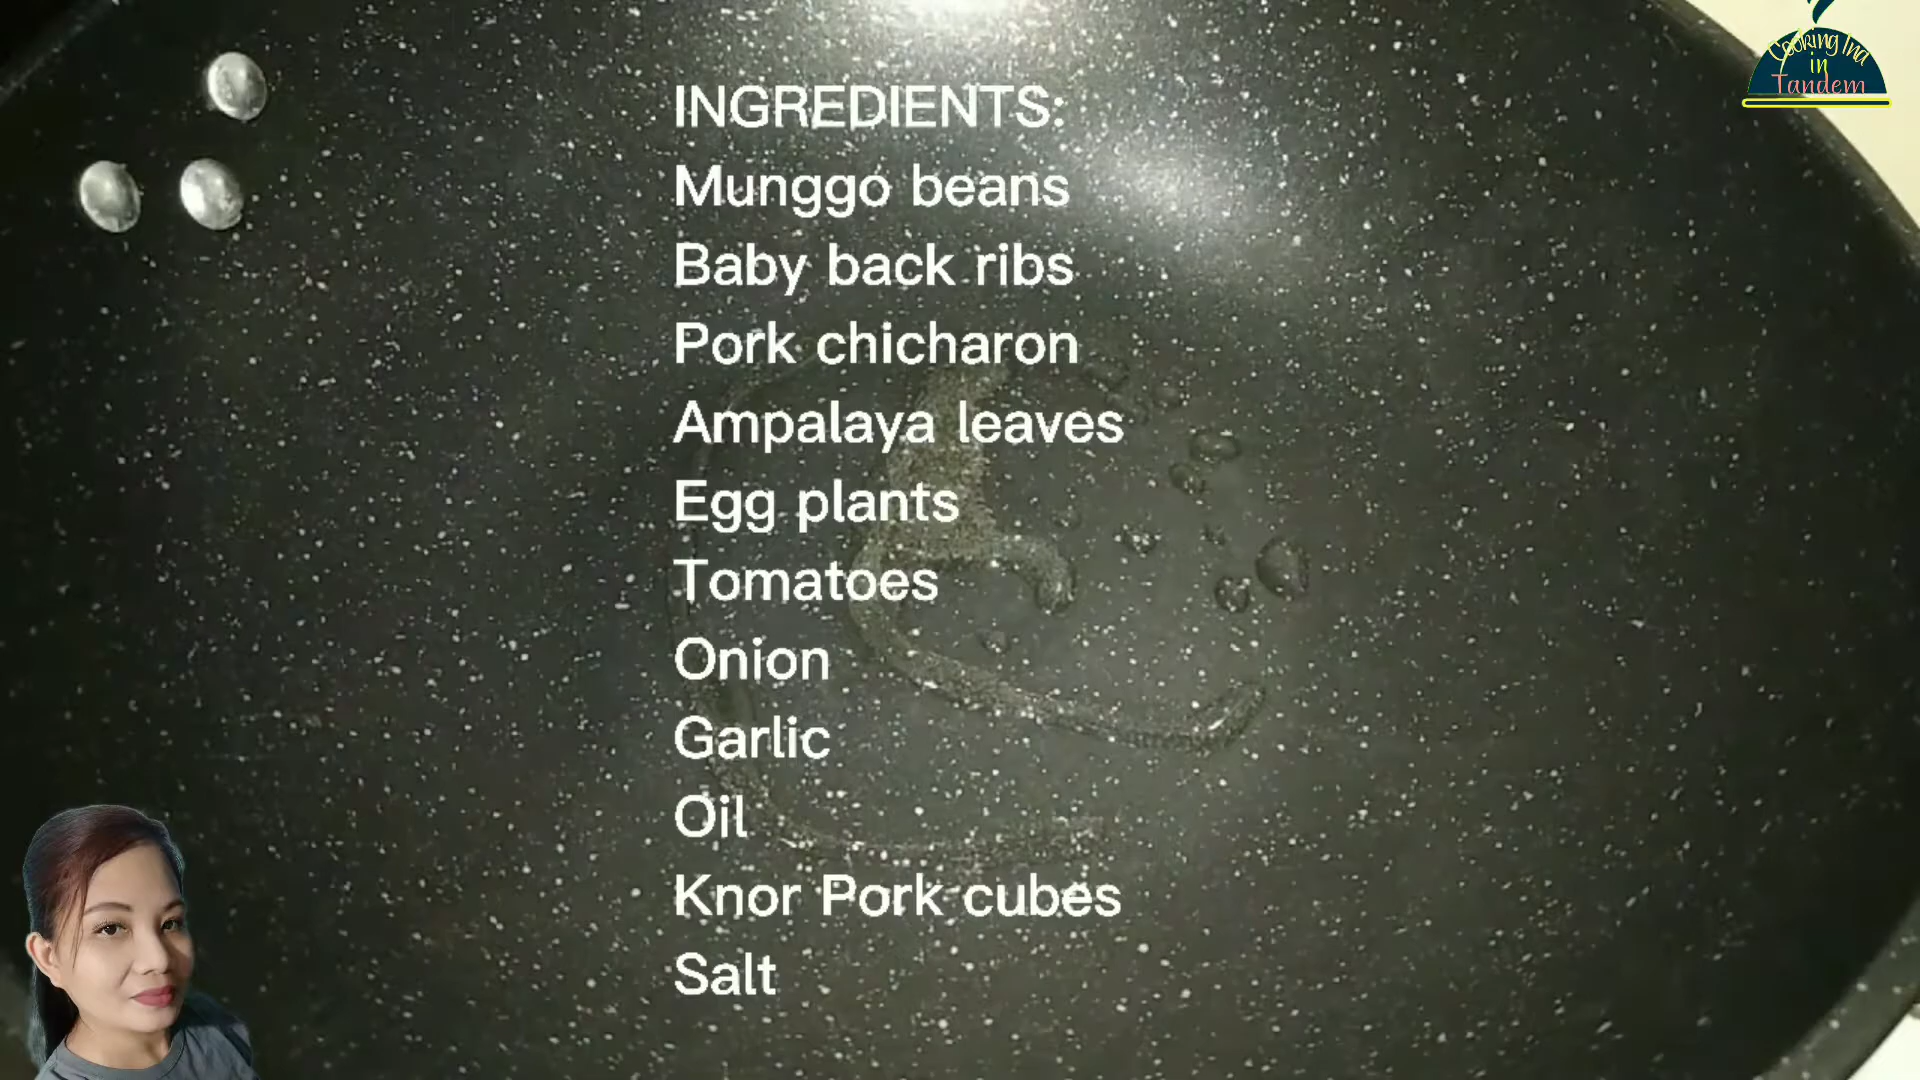 Cooking Ina
in
Tandem
INGREDIENTS:
Munggo beans
Baby back ribs
Pork chicharon
Ampalaya leaves
Egg plants
Tomatoes
Onion
Garlic
Oil
Knor Pork cubes
Salt